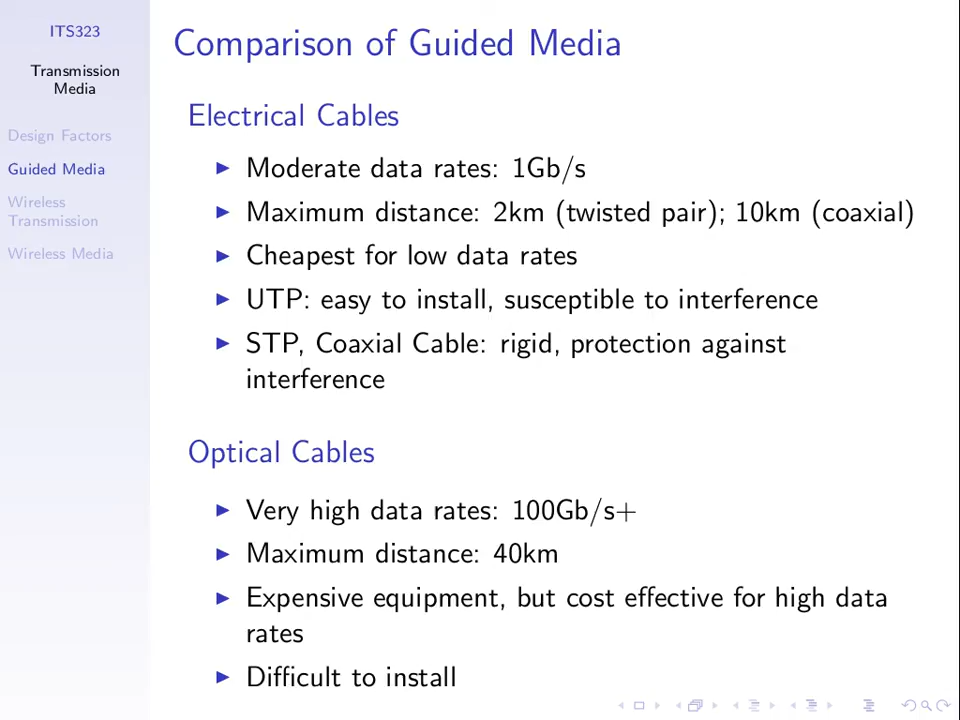 ITS323
Transmission
Media
Design Factors
Guided Media
Wireless
Transmission
Wireless Media
Comparison of Guided Media
Electrical Cables
Moderate data rates: 1Gb/s
Maximum distance: 2km (twisted pair); 10km (coaxial)
Cheapest for low data rates
UTP: easy to install, susceptible to interference
STP, Coaxial Cable: rigid, protection against
interference
Optical Cables
Very high data rates: 100Gb/s+
Maximum distance: 40km
Expensive equipment, but cost effective for high data
rates
Difficult to install